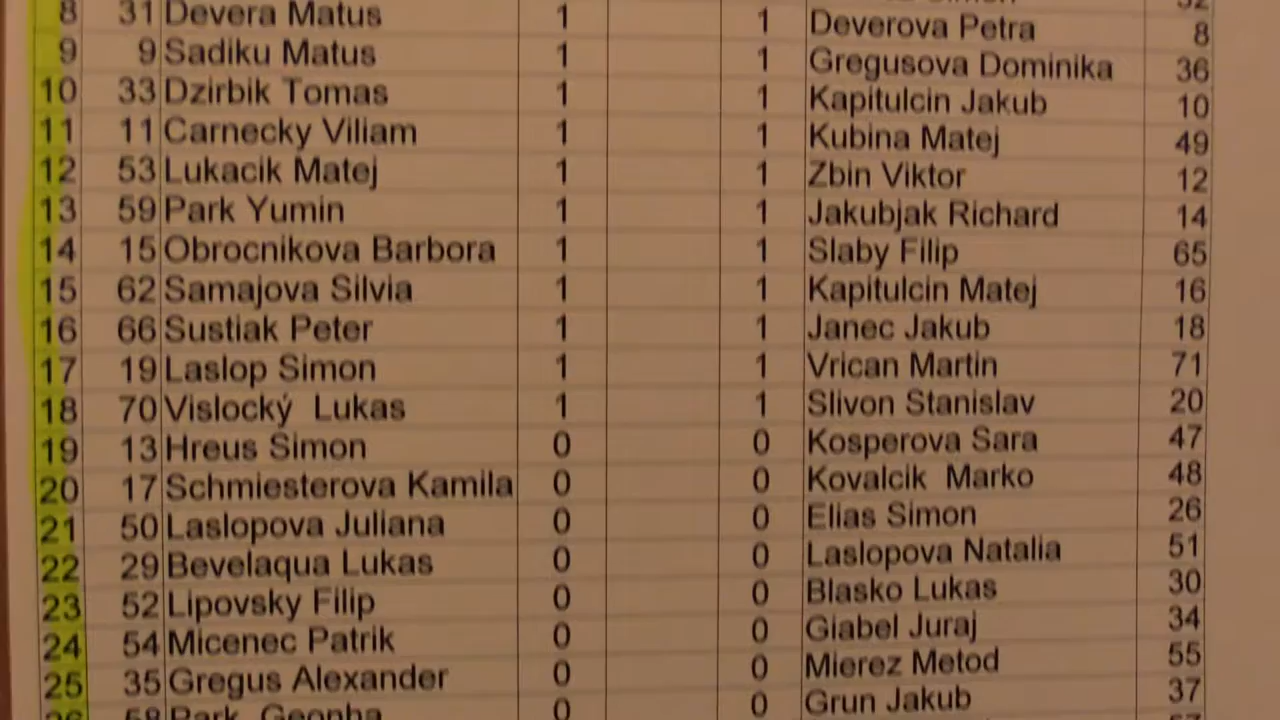 8 31 Devera Matus 1 1 Deverova Petra 8
9 9 Sadiku Matus 1 1 Gregusova Dominika 36
10 33 Dzirbik Tomas 1 1 Kapitulcin Jakub 10
11 11 Carnecky Viliam 1 1 Kubina Matej 49
12 53 Lukacik Matej 1 1 Zbin Viktor 12
13 59 Park Yumin 1 1 Jakubjak Richard 14
14 15 Obrocnikova Barbora 1 1 Slaby Filip 65
15 62 Samajova Silvia 1 1 Kapitulcin Matej 16
16 66 Sustiak Peter 1 1 Janec Jakub 18
17 19 Laslop Simon 1 1 Vrican Martin 71
18 70 Vislocký Lukas 1 1 Slivon Stanislav 20
19 13 Hreus Simon 0 0 Kosperova Sara 47
20 17 Schmiesterova Kamila 0 0 Kovalcik Marko 48
21 50 Laslopova Juliana 0 0 Elias Simon 26
22 29 Bevelaqua Lukas 0 0 Laslopova Natalia 51
23 52 Lipovsky Filip 0 0 Blasko Lukas 30
24 54 Micenec Patrik 0 0 Giabel Juraj 34
25 35 Gregus Alexander 0 0 Mierez Metod 55
26 58 Park 0 0 Grun Jakub 37